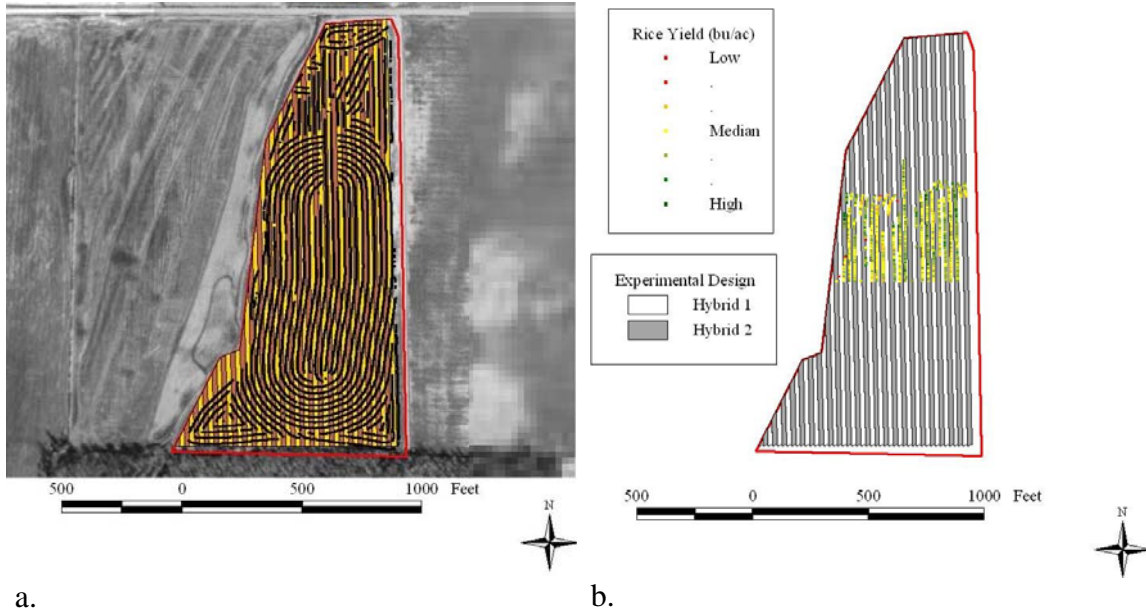 Rice Yield (bu/ac)
Low
.
.
Median
.
.
High
Experimental Design
Hybrid 1
Hybrid 2
500 0 500 1000 Feet
N
500 0 500 1000 Feet
N
a.
b.